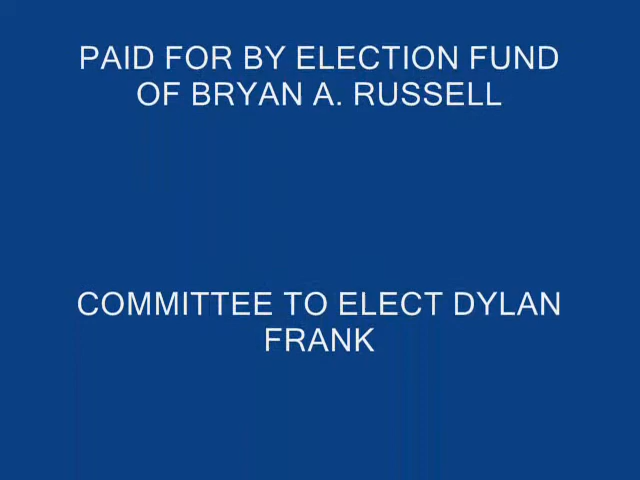 PAID FOR BY ELECTION FUND
OF BRYAN A. RUSSELL
COMMITTEE TO ELECT DYLAN
FRANK